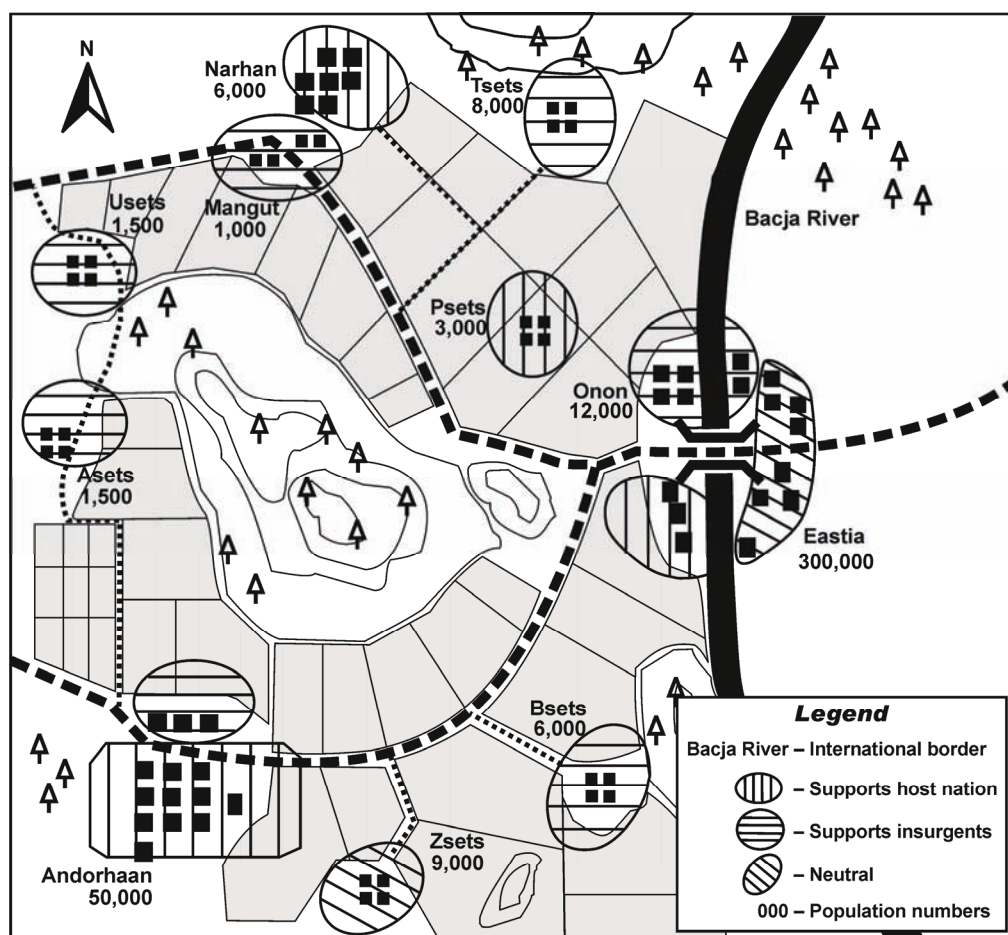 N
Narhan
6,000
Tsets
8,000
Usets
1,500
Mangut
1,000
Bacja River
Psets
3,000
Onon
12,000
Asets
1,500
Eastia
300,000
Bsets
6,000
Zsets
9,000
Andorhaan
50,000
Legend
Bacja River – International border
– Supports host nation
– Supports insurgents
– Neutral
000 – Population numbers